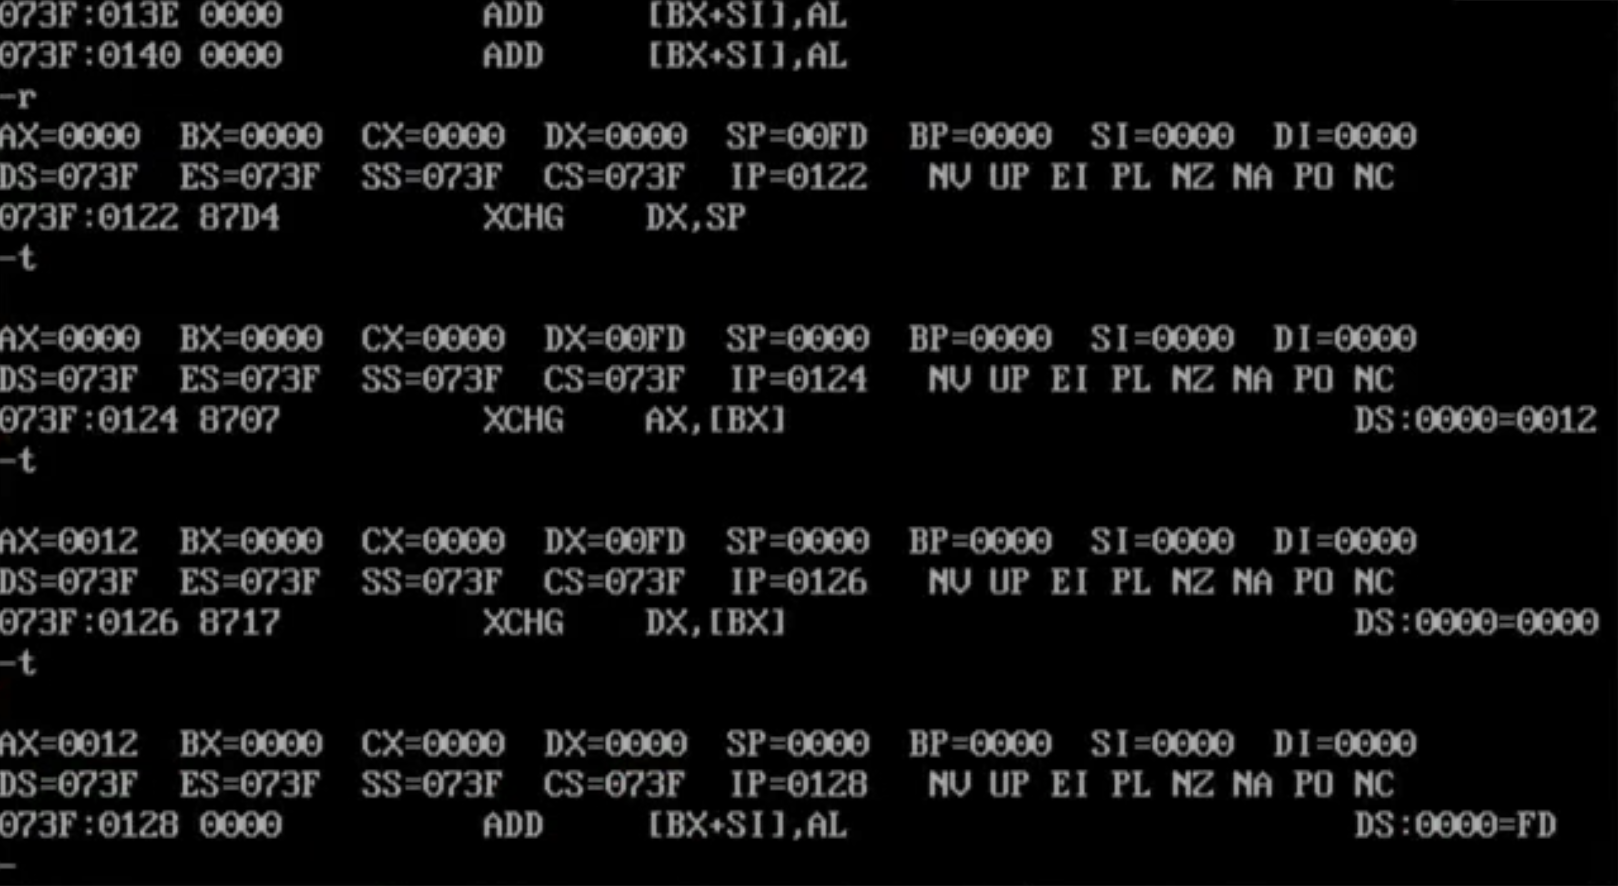 073F:013E 0000 ADD [BX+SI],AL
073F:0140 0000 ADD [BX+SI],AL
-r
AX=0000 BX=0000 CX=0000 DX=0000 SP=00FD BP=0000 SI=0000 DI=0000
DS=073F ES=073F SS=073F CS=073F IP=0122 NV UP EI PL NZ NA PO NC
073F:0122 87D4 XCHG DX,SP
-t
AX=0000 BX=0000 CX=0000 DX=00FD SP=0000 BP=0000 SI=0000 DI=0000
DS=073F ES=073F SS=073F CS=073F IP=0124 NV UP EI PL NZ NA PO NC
073F:0124 8707 XCHG AX,[BX] DS:0000=0012
-t
AX=0012 BX=0000 CX=0000 DX=00FD SP=0000 BP=0000 SI=0000 DI=0000
DS=073F ES=073F SS=073F CS=073F IP=0126 NV UP EI PL NZ NA PO NC
073F:0126 8717 XCHG DX,[BX] DS:0000=0000
-t
AX=0012 BX=0000 CX=0000 DX=0000 SP=0000 BP=0000 SI=0000 DI=0000
DS=073F ES=073F SS=073F CS=073F IP=0128 NV UP EI PL NZ NA PO NC
073F:0128 0000 ADD [BX+SI],AL DS:0000=FD
-